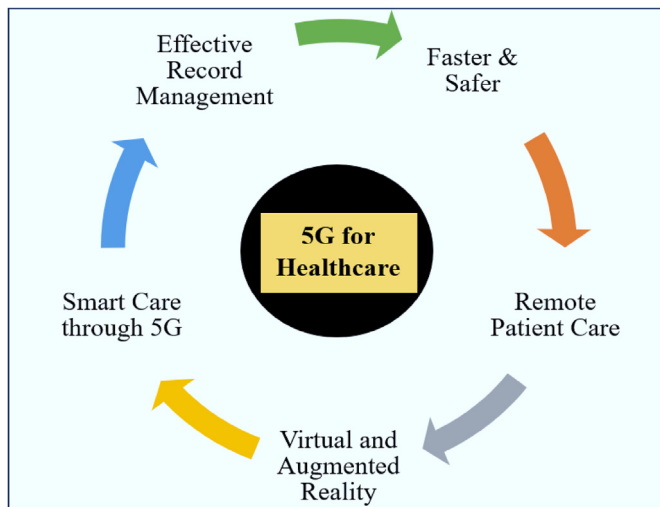 Effective
Record
Management
Faster &
Safer
5G for
Healthcare
Smart Care
through 5G
Remote
Patient Care
Virtual and
Augmented
Reality